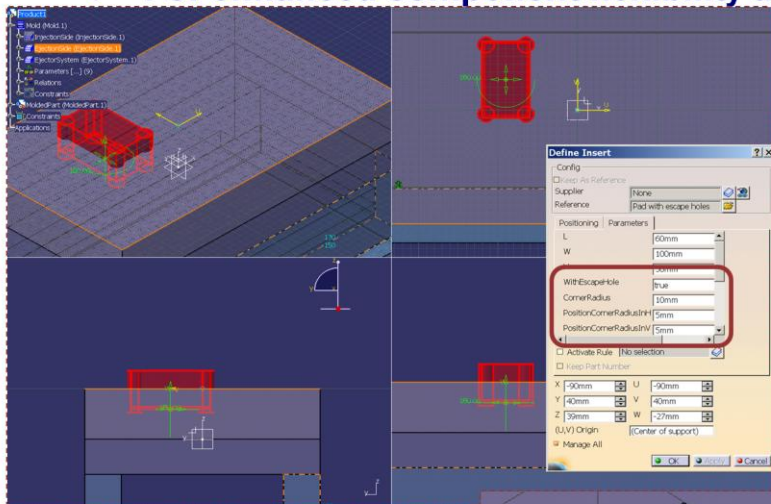 Product1
Mold (Mold.1)
InjectionSide (InjectionSide.1)
EjectionSide (EjectionSide.1)
EjectorSystem (EjectorSystem.1)
Parameters [...] (9)
Relations
Constraints
MoldedPart (MoldedPart.1)
Constraints
Applications
Define Insert
Config
Keep As Reference
Supplier None
Reference Pad with escape holes
Positioning Parameters
L 60mm
W 100mm
WithEscapeHole true
CornerRadius 10mm
PositionCornerRadiusInH 5mm
PositionCornerRadiusInV 5mm
Activate Rule No selection
Keep Part Number
X -90mm U -90mm
Y 40mm V 40mm
Z 39mm W -27mm
(U,V) Origin (Center of support)
Manage All
OK Apply Cancel